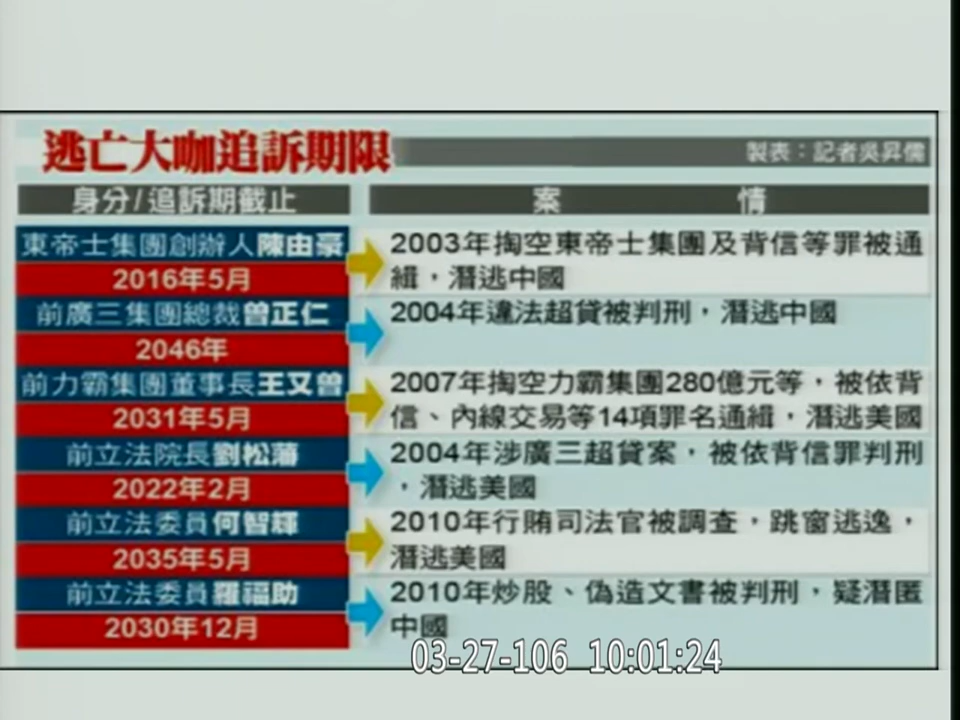 逃亡大咖追訴期限
製表：記者吳昇儒
身分/追訴期截止
案情
東帝士集團創辦人陳由豪
2016年5月
2003年掏空東帝士集團及背信等罪被通
緝，潛逃中國
前廣三集團總裁曾正仁
2046年
2004年違法超貸被判刑，潛逃中國
前力霸集團董事長王又曾
2031年5月
2007年掏空力霸集團280億元等，被依背
信、內線交易等14項罪名通緝，潛逃美國
前立法院長劉松藩
2022年2月
2004年涉廣三超貸案，被依背信罪判刑
，潛逃美國
前立法委員何智輝
2035年5月
2010年行賄司法官被調查，跳窗逃逸，
潛逃美國
前立法委員羅福助
2030年12月
2010年炒股、偽造文書被判刑，疑潛匿
中國
03-27-106 10:01:24